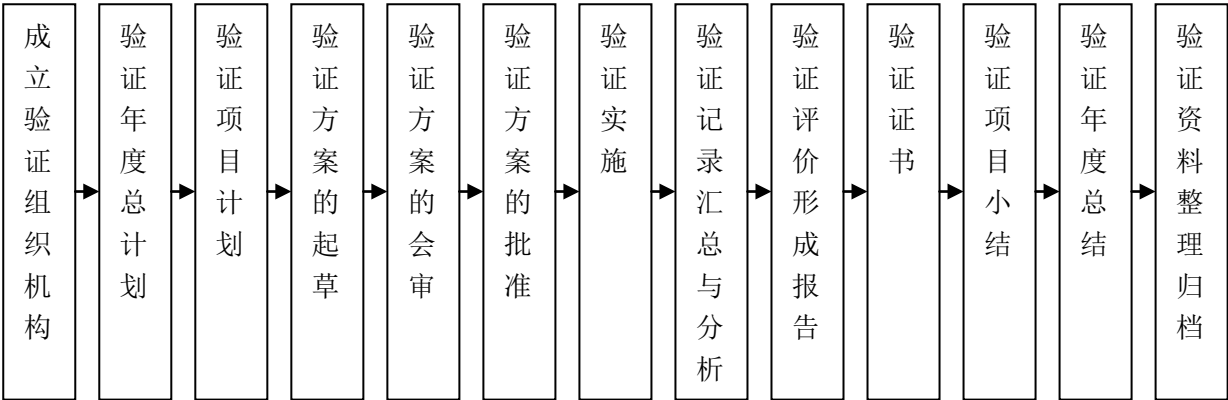 成立验证组织机构
验证年度总计划
验证项目计划
验证方案的起草
验证方案的会审
验证方案的批准
验证实施
验证记录汇总与分析
验证评价形成报告
验证证书
验证项目小结
验证年度总结
验证资料整理归档